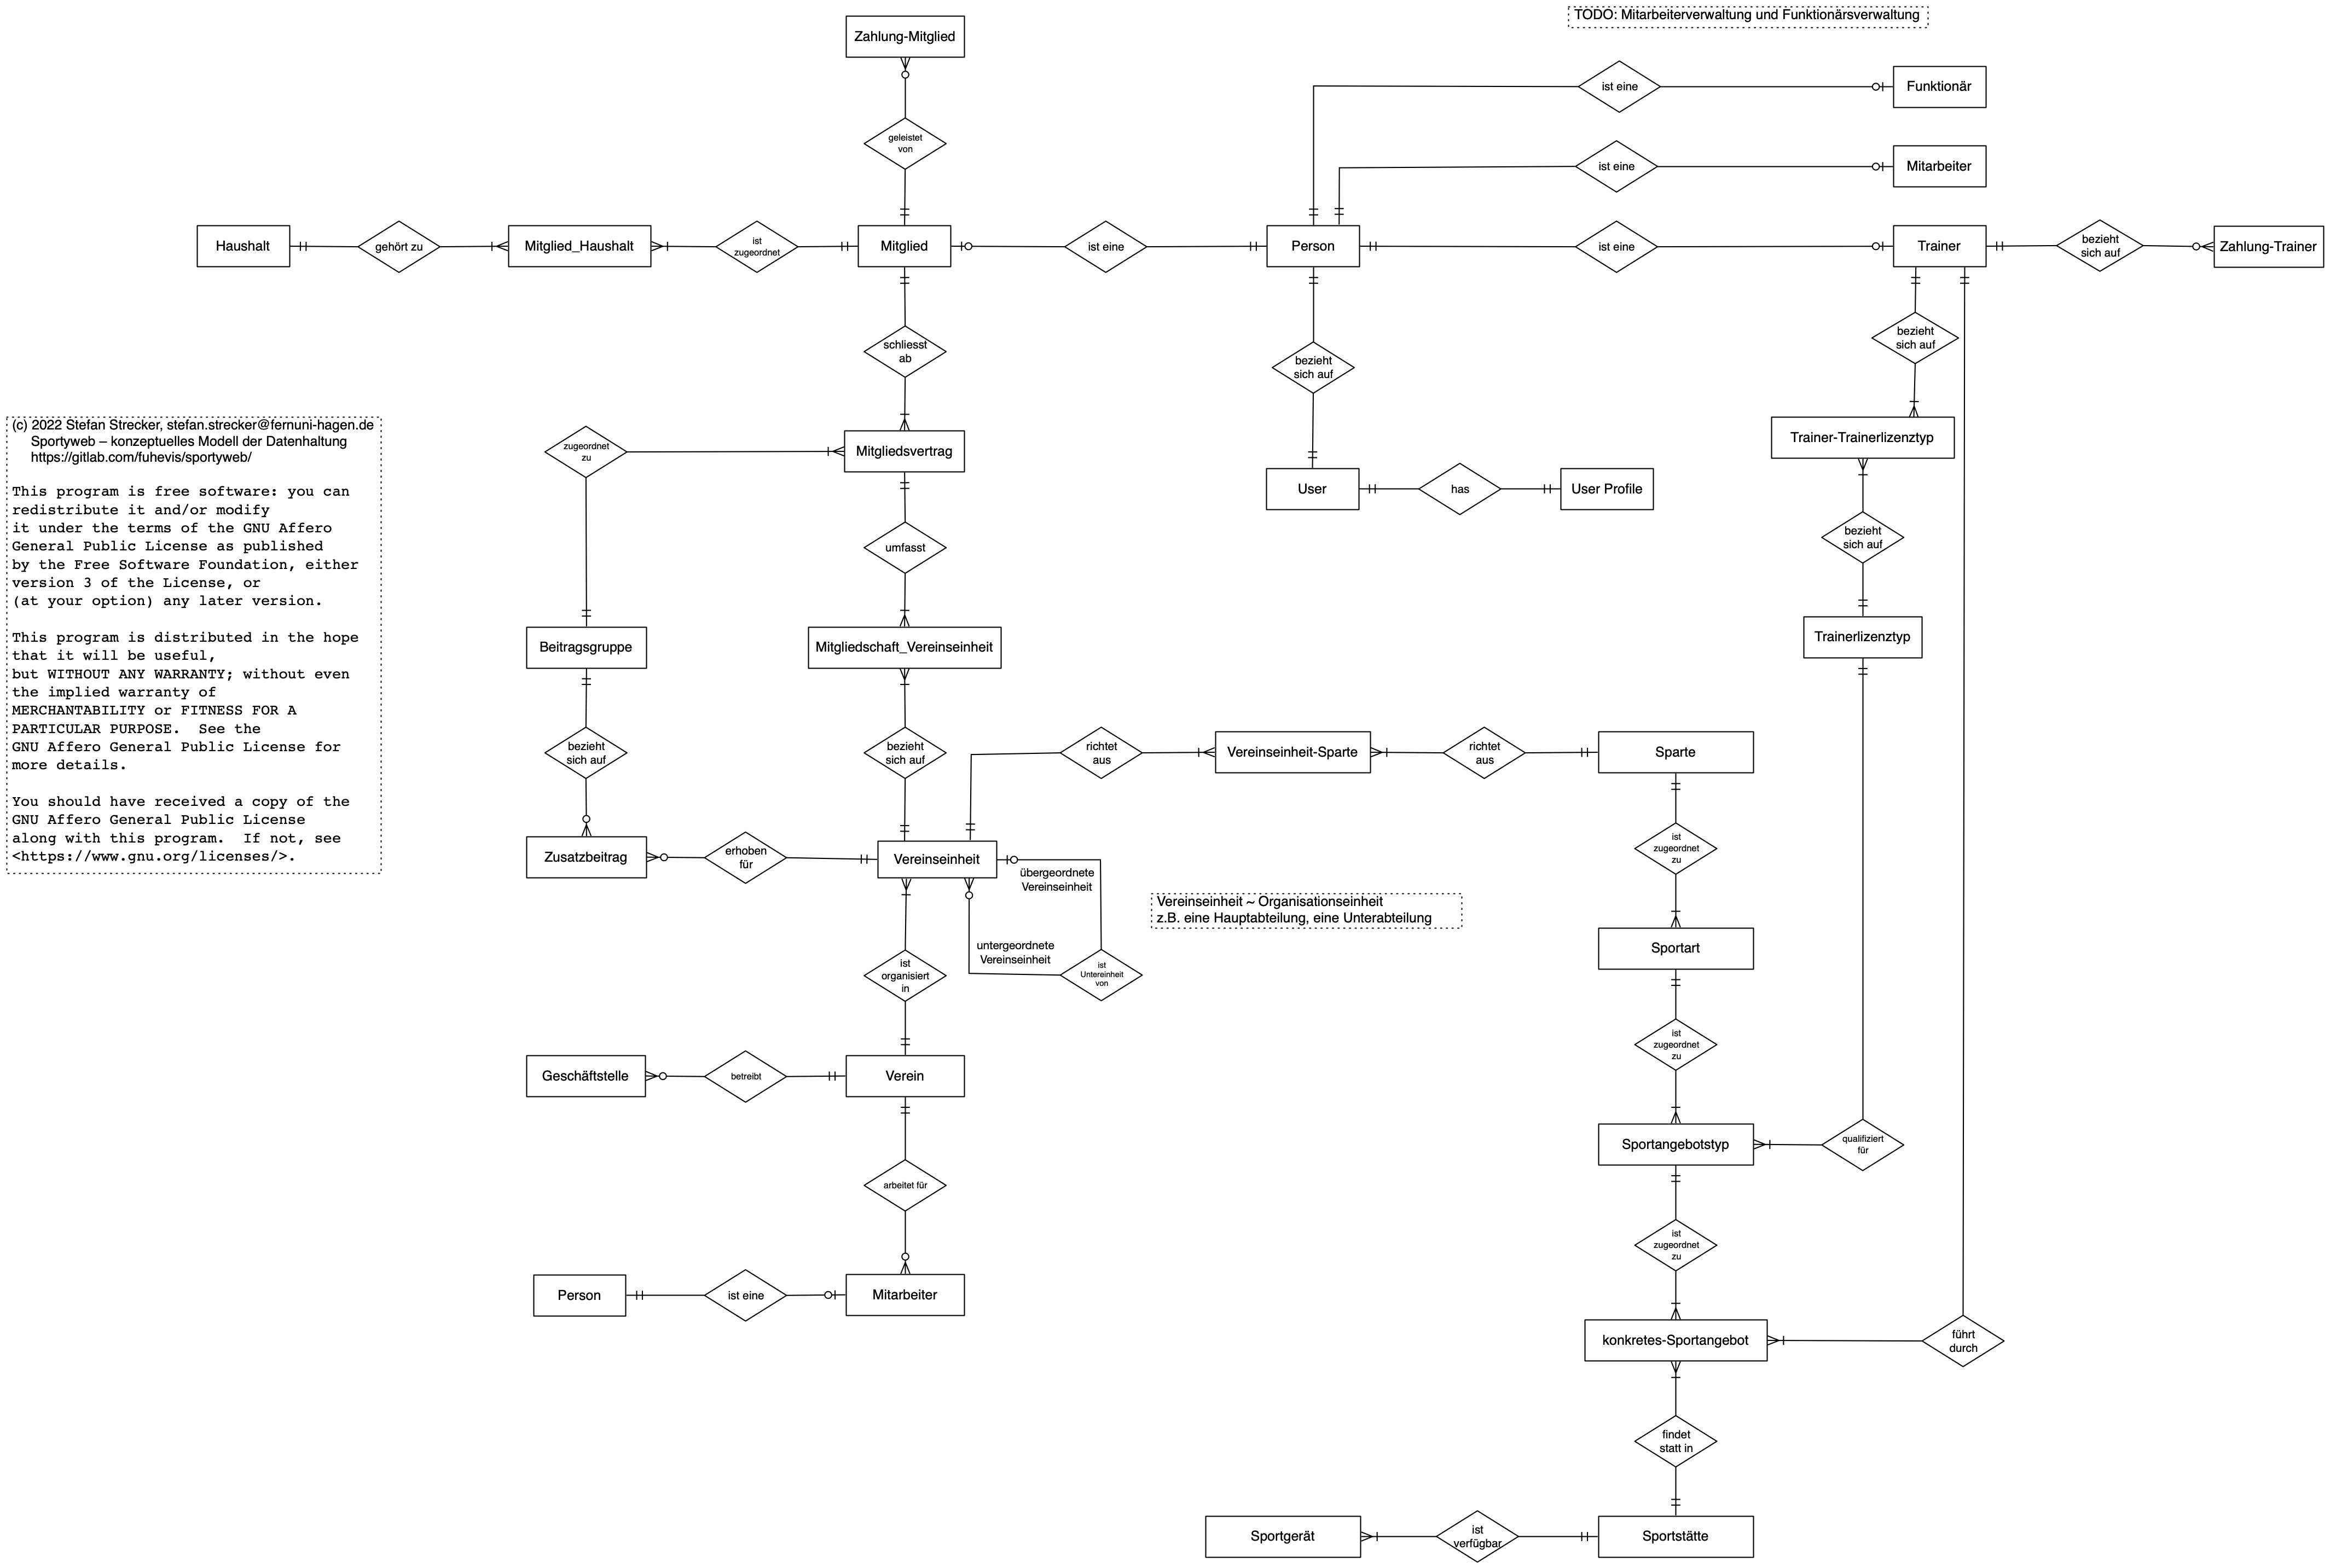 TODO: Mitarbeiterverwaltung und Funktionärsverwaltung
Zahlung-Mitglied
geleistet
von
ist eine
Funktionär
ist eine
Mitarbeiter
Haushalt
gehört zu
Mitglied_Haushalt
ist
zugeordnet
Mitglied
ist eine
Person
ist eine
Trainer
bezieht
sich auf
Zahlung-Trainer
schliesst
ab
bezieht
sich auf
bezieht
sich auf
(c) 2022 Stefan Strecker, stefan.strecker@fernuni-hagen.de
Sportyweb – konzeptuelles Modell der Datenhaltung
https://gitlab.com/fuhevis/sportyweb/
This program is free software: you can
redistribute it and/or modify
it under the terms of the GNU Affero
General Public License as published
by the Free Software Foundation, either
version 3 of the License, or
(at your option) any later version.
This program is distributed in the hope
that it will be useful,
but WITHOUT ANY WARRANTY; without even
the implied warranty of
MERCHANTABILITY or FITNESS FOR A
PARTICULAR PURPOSE.  See the
GNU Affero General Public License for
more details.
You should have received a copy of the
GNU Affero General Public License
along with this program.  If not, see
<https://www.gnu.org/licenses/>.
zugeordnet
zu
Mitgliedsvertrag
Trainer-Trainerlizenztyp
User
has
User Profile
umfasst
bezieht
sich auf
Beitragsgruppe
Mitgliedschaft_Vereinseinheit
Trainerlizenztyp
bezieht
sich auf
bezieht
sich auf
richtet
aus
Vereinseinheit-Sparte
richtet
aus
Sparte
Zusatzbeitrag
erhoben
für
Vereinseinheit
übergeordnete
Vereinseinheit
ist
zugeordnet
zu
Vereinseinheit ~ Organisationseinheit
z.B. eine Hauptabteilung, eine Unterabteilung
untergeordnete
Vereinseinheit
Sportart
ist
organisiert
in
ist
Untereinheit
von
ist
zugeordnet
zu
Geschäftstelle
betreibt
Verein
Sportangebotstyp
qualifiziert
für
arbeitet für
ist
zugeordnet
zu
Person
ist eine
Mitarbeiter
konkretes-Sportangebot
führt
durch
findet
statt in
Sportgerät
ist
verfügbar
Sportstätte